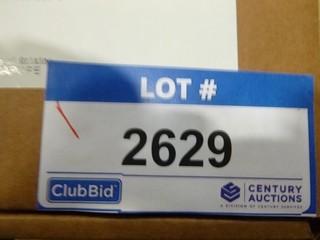 LOT #
2629
ClubBid
CENTURY
AUCTIONS
A DIVISION OF CENTURY SERVICES